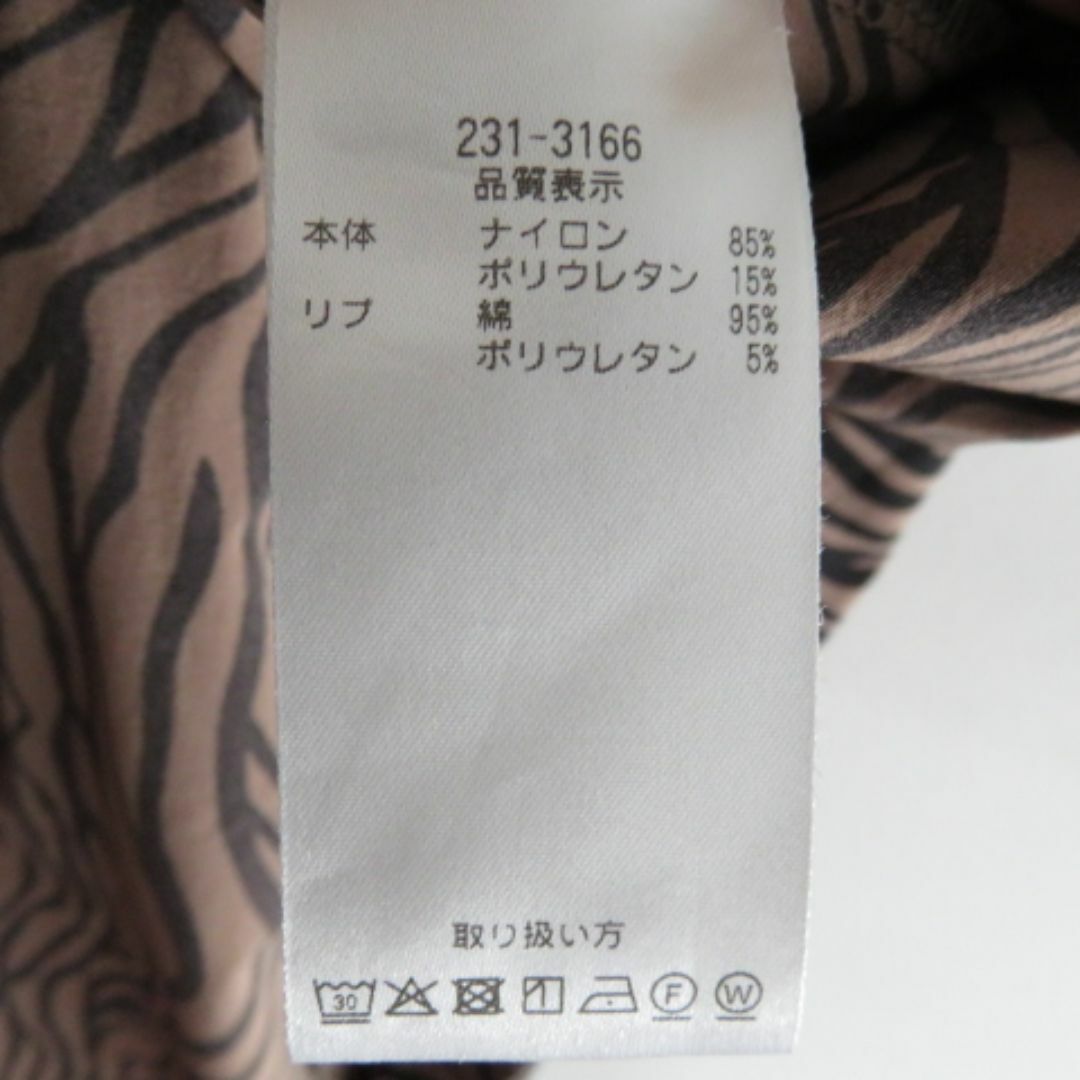 231-3166
品質表示
本体 ナイロン 85%
ポリウレタン 15%
リブ 綿 95%
ポリウレタン 5%
取り扱い方
30 F W